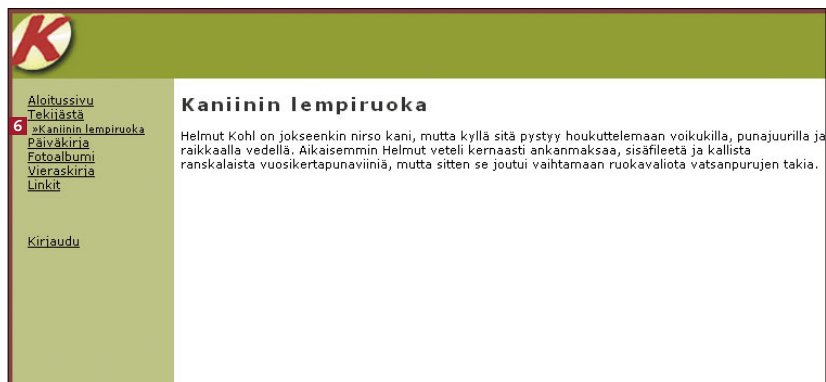 K
Aloitussivu
Tekijästä
6 »Kaniinin lempiruoka
Päiväkirja
Fotoalbumi
Vieraskirja
Linkit
Kirjaudu
Kaniinin lempiruoka
Helmut Kohl on jokseenkin nirso kani, mutta kyllä sitä pystyy houkuttelemaan voikukilla, punajuurilla ja
raikkaalla vedellä. Aikaisemmin Helmut veteli kernaasti ankanmaksaa, sisäfileetä ja kallista
ranskalaista vuosikertapunaviiniä, mutta sitten se joutui vaihtamaan ruokavaliota vatsanpurujen takia.